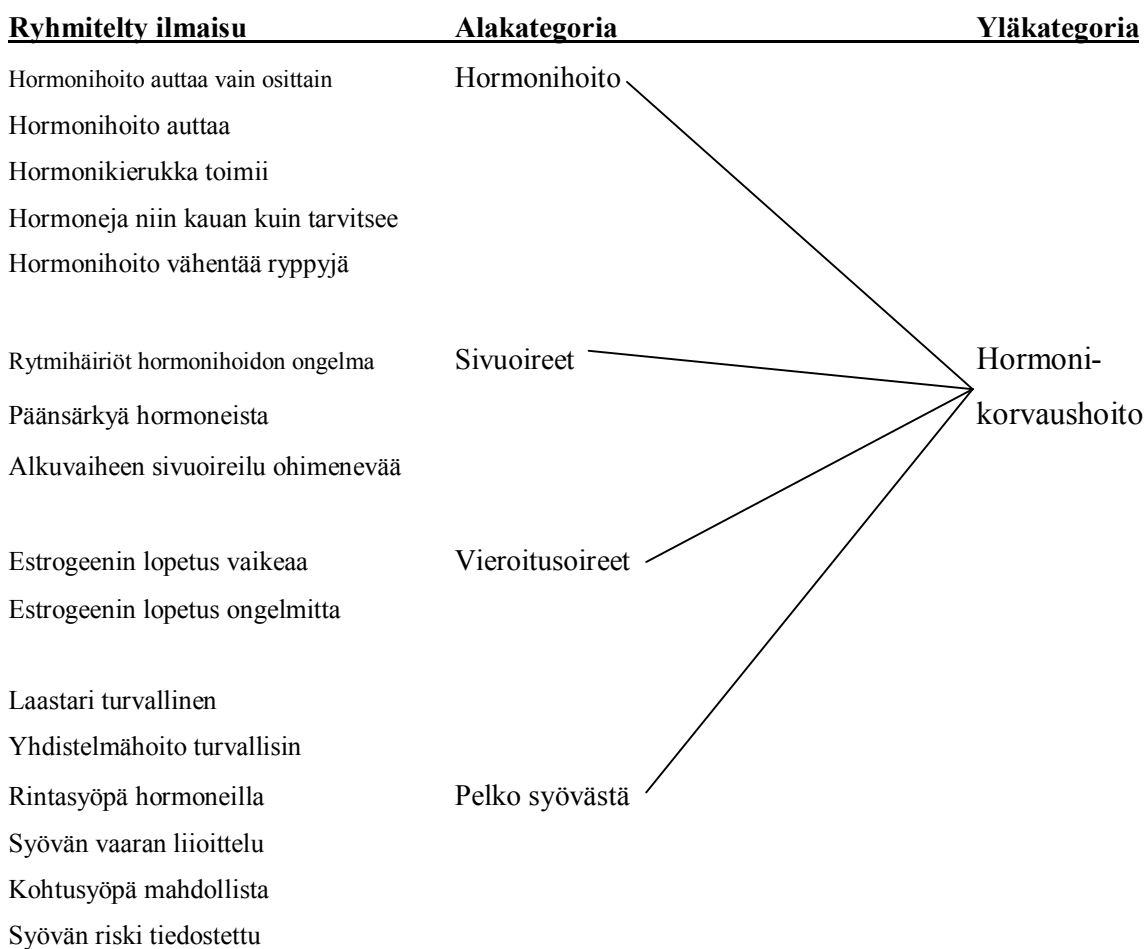 Ryhmitelty ilmaisu Alakategoria Yläkategoria
Hormonihoito auttaa vain osittain Hormonihoito
Hormonihoito auttaa
Hormonikierukka toimii
Hormoneja niin kauan kuin tarvitsee
Hormonihoito vähentää ryppyjä
Rytmihäiriöt hormonihoidon ongelma Sivuoireet Hormoni-
Päänsärkyä hormoneista korvaushoito
Alkuvaiheen sivuoireilu ohimenevää
Estrogeenin lopetus vaikeaa Vieroitusoireet
Estrogeenin lopetus ongelmitta
Laastari turvallinen
Yhdistelmähoito turvallisin
Rintasyöpä hormoneilla Pelko syövästä
Syövän vaaran liioittelu
Kohtusyöpä mahdollista
Syövän riski tiedostettu